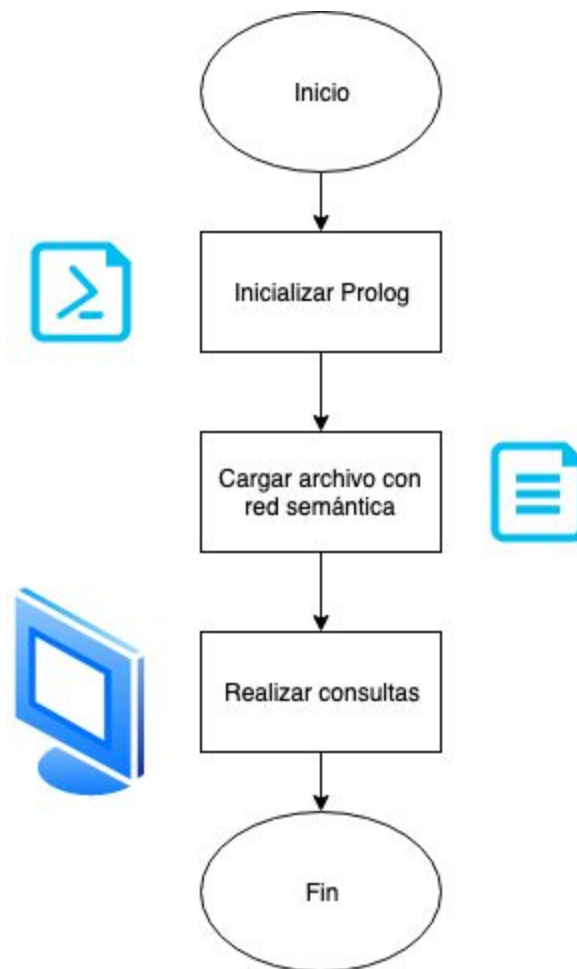 Inicio
Inicializar Prolog
Cargar archivo con
red semántica
Realizar consultas
Fin